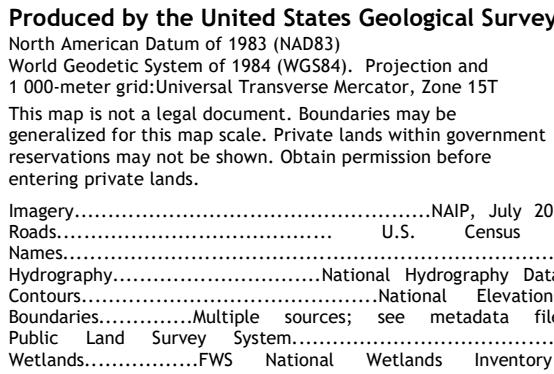 Produced by the United States Geological Survey
North American Datum of 1983 (NAD83)
World Geodetic System of 1984 (WGS84). Projection and
1 000-meter grid:Universal Transverse Mercator, Zone 15T
This map is not a legal document. Boundaries may be
generalized for this map scale. Private lands within government
reservations may not be shown. Obtain permission before
entering private lands.
Imagery.....................................................NAIP, July 20
Roads......................................... U.S. Census
Names.........................................................................
Hydrography...............................National Hydrography Data
Contours............................................National Elevation
Boundaries..............Multiple sources; see metadata file
Public Land Survey System.......................................
Wetlands.................FWS National Wetlands Inventory